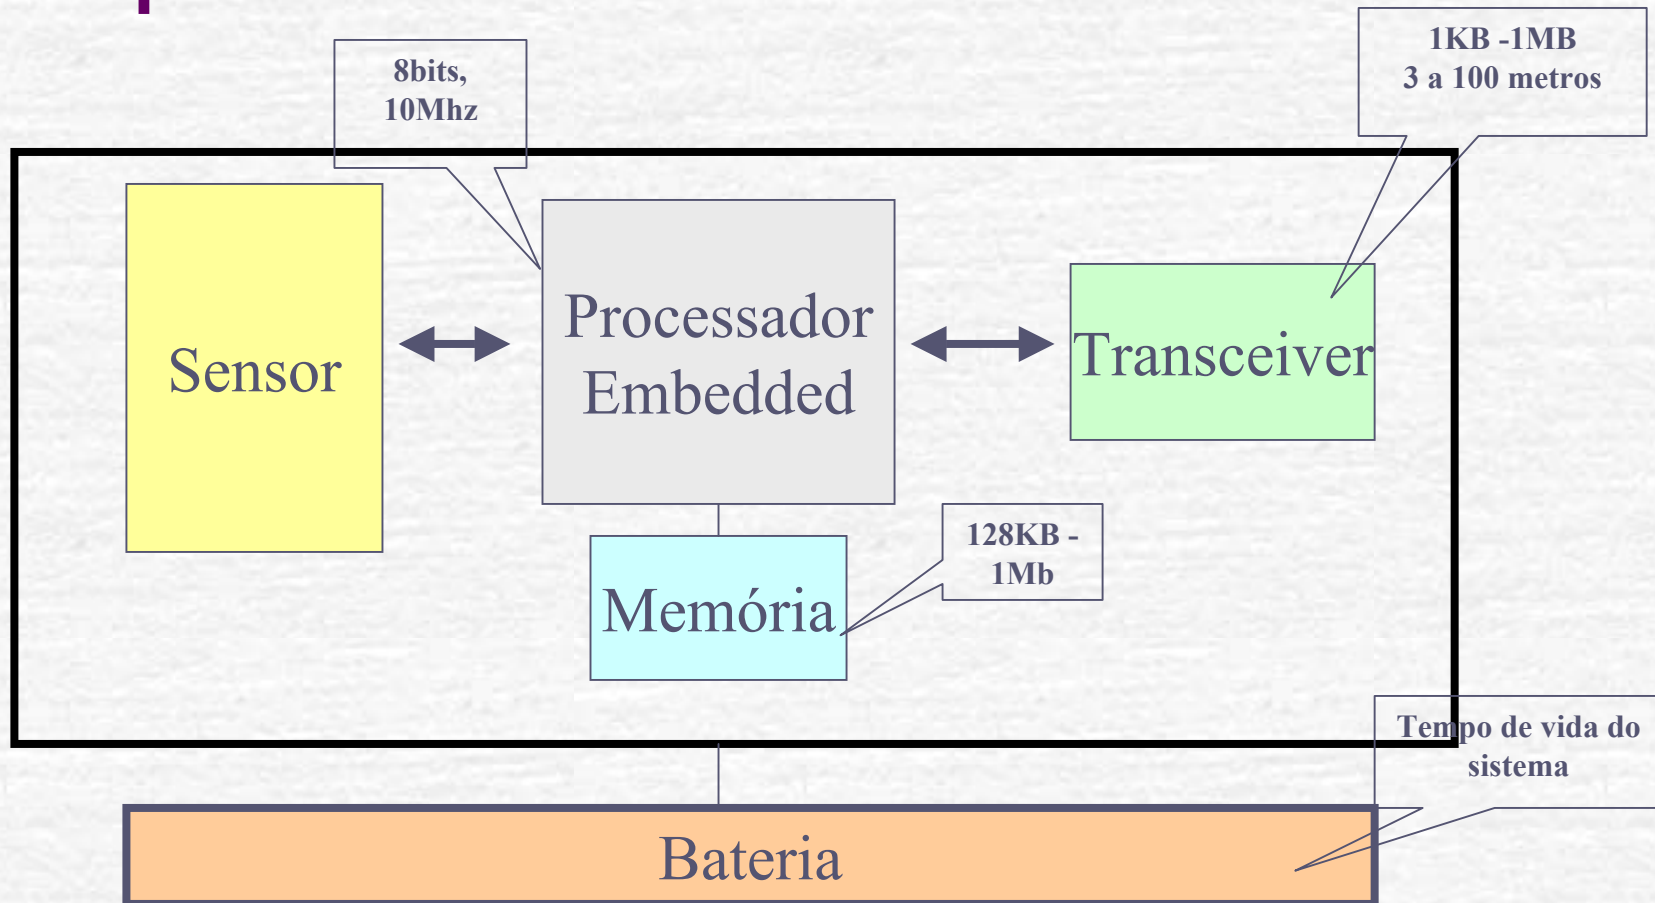 8bits,
10Mhz
1KB -1MB
3 a 100 metros
Sensor
Processador
Embedded
Transceiver
128KB -
1Mb
Memória
Tempo de vida do
sistema
Bateria